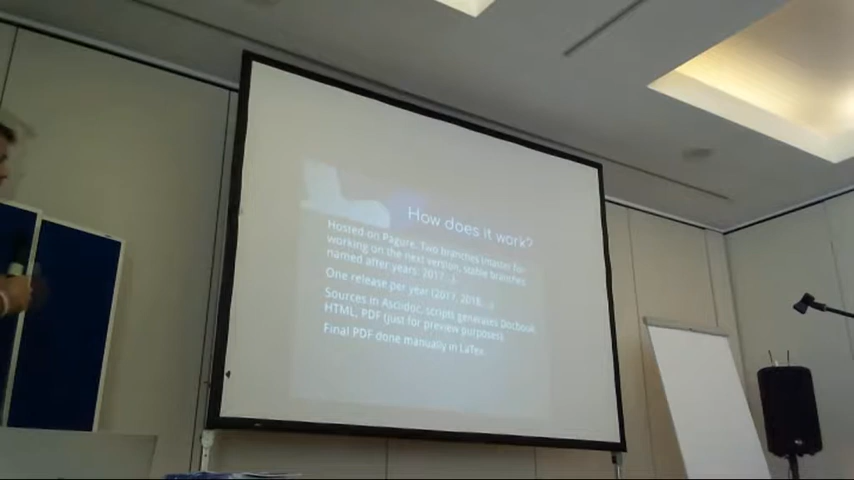 How does it work?
Hosted on Pagure. Two branches (master for
working on the next version, stable branches
named after years: 2017...).
One release per year (2017, 2018, ...)
Sources in Asciidoc, scripts generates Docbook,
HTML, PDF (just for preview purposes).
Final PDF done manually in LaTex.